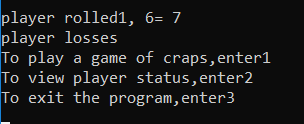 player rolled1, 6= 7
player losses
To play a game of craps,enter1
To view player status,enter2
To exit the program,enter3